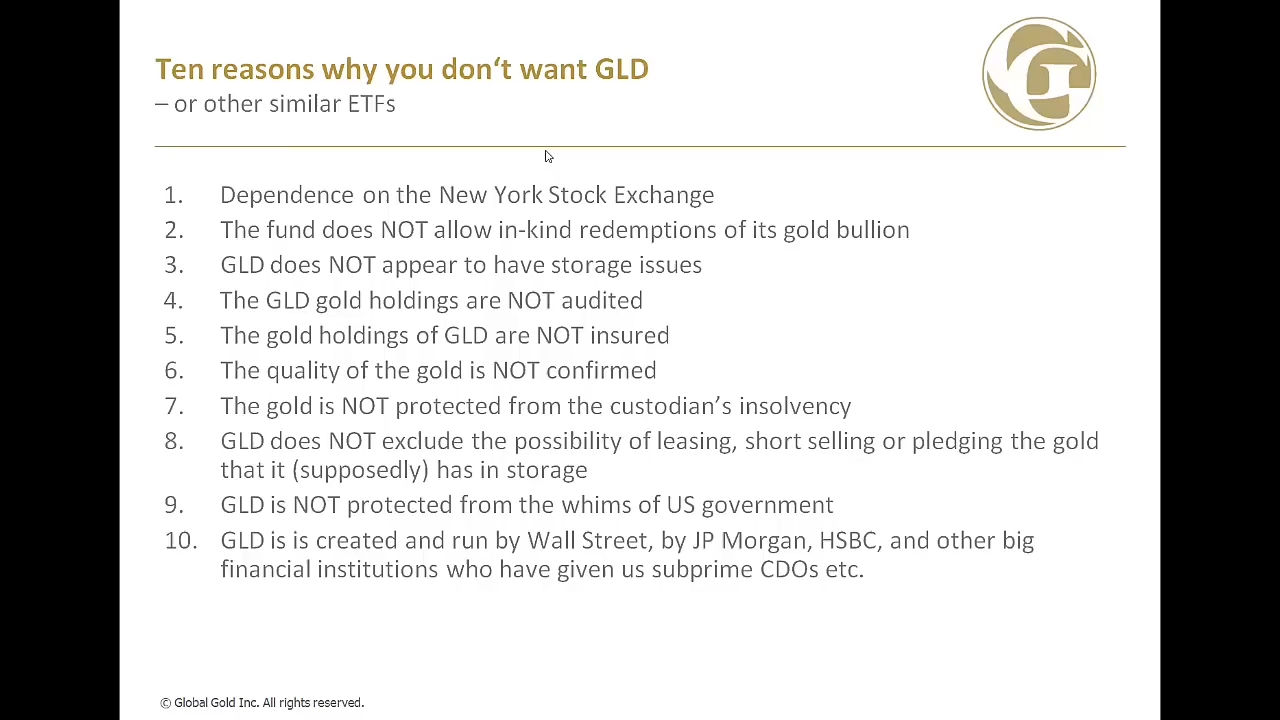 Ten reasons why you don‘t want GLD
– or other similar ETFs
1. Dependence on the New York Stock Exchange
2. The fund does NOT allow in-kind redemptions of its gold bullion
3. GLD does NOT appear to have storage issues
4. The GLD gold holdings are NOT audited
5. The gold holdings of GLD are NOT insured
6. The quality of the gold is NOT confirmed
7. The gold is NOT protected from the custodian’s insolvency
8. GLD does NOT exclude the possibility of leasing, short selling or pledging the gold
that it (supposedly) has in storage
9. GLD is NOT protected from the whims of US government
10. GLD is is created and run by Wall Street, by JP Morgan, HSBC, and other big
financial institutions who have given us subprime CDOs etc.
© Global Gold Inc. All rights reserved.